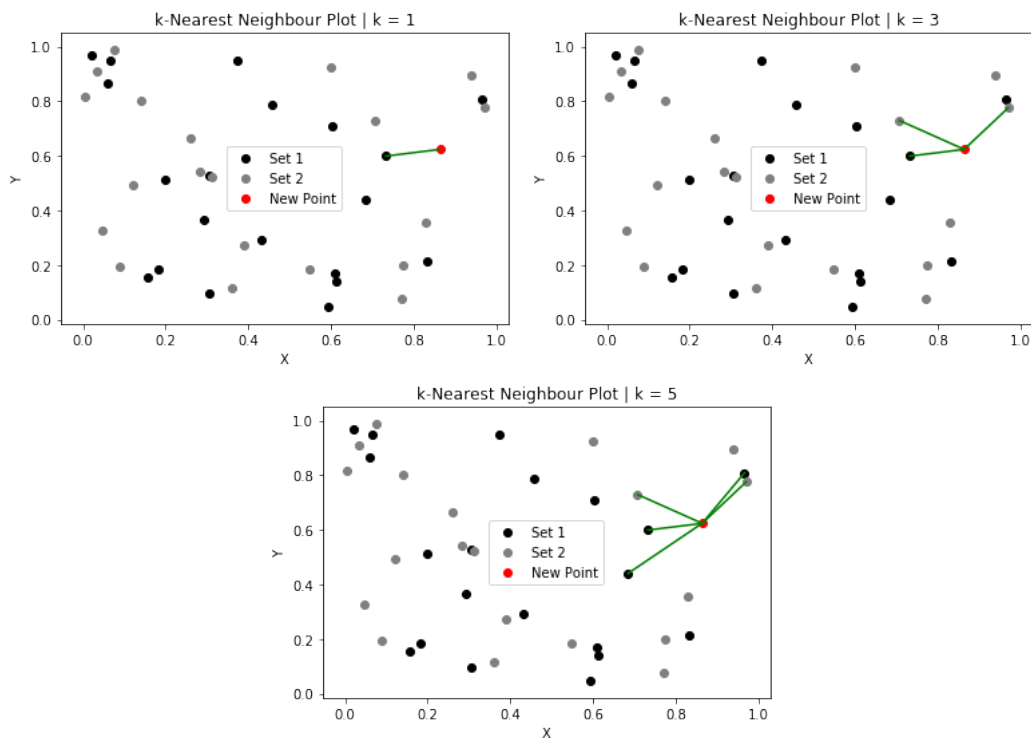 k-Nearest Neighbour Plot | k = 1
1.0
0.8
0.6
0.4
0.2
0.0
Y
Set 1
Set 2
New Point
0.0 0.2 0.4 0.6 0.8 1.0
X
k-Nearest Neighbour Plot | k = 3
1.0
0.8
0.6
0.4
0.2
0.0
Y
Set 1
Set 2
New Point
0.0 0.2 0.4 0.6 0.8 1.0
X
k-Nearest Neighbour Plot | k = 5
1.0
0.8
0.6
0.4
0.2
0.0
Y
Set 1
Set 2
New Point
0.0 0.2 0.4 0.6 0.8 1.0
X